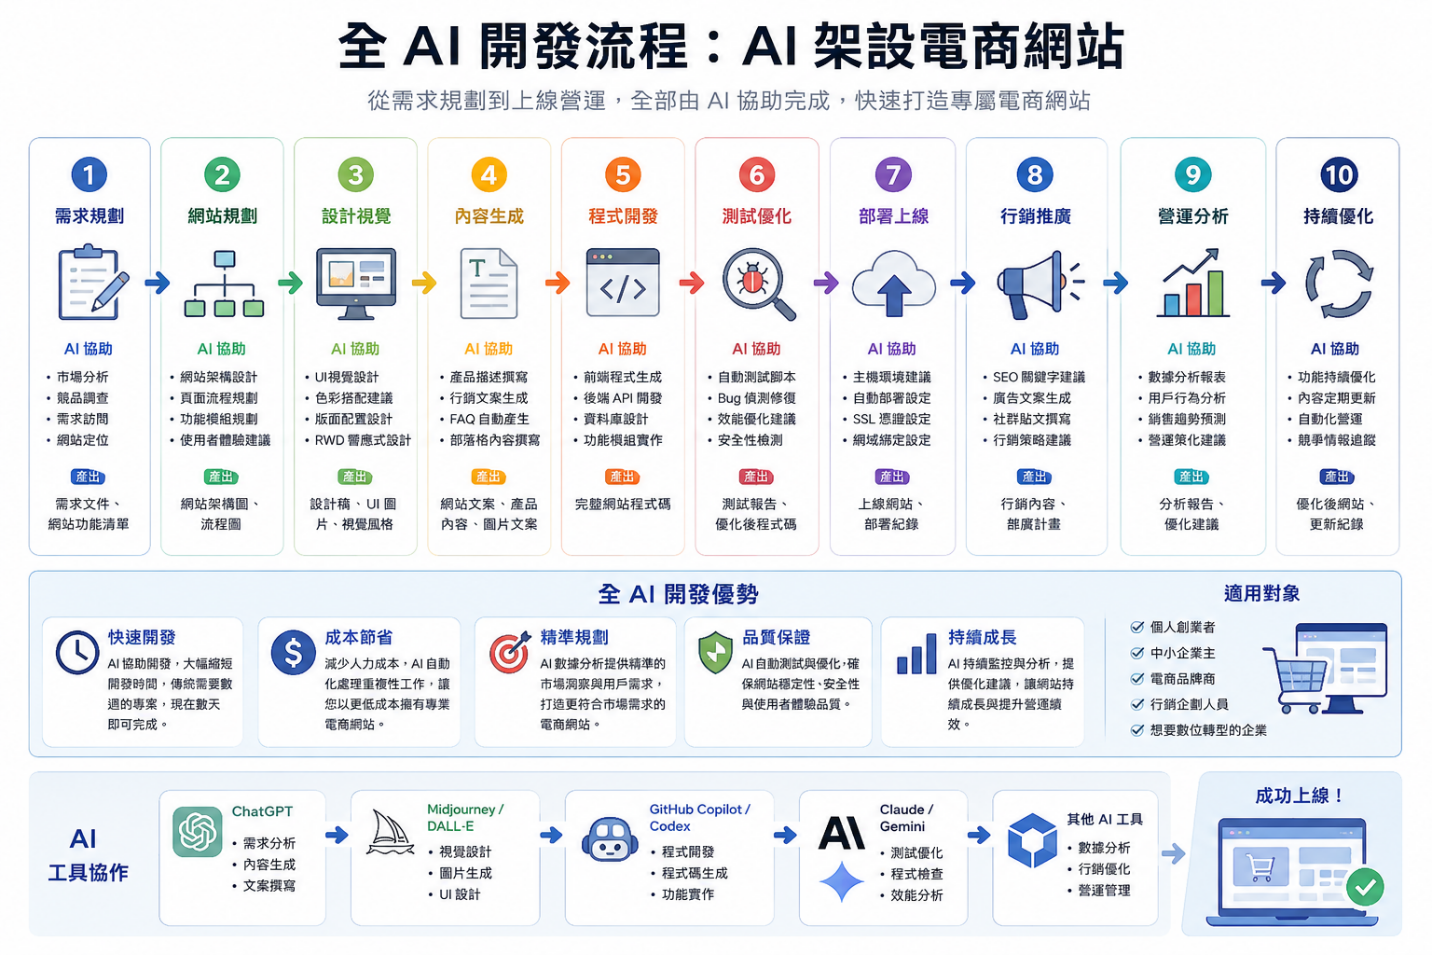 全 AI 開發流程：AI 架設電商網站
從需求規劃到上線營運，全部由 AI 協助完成，快速打造專屬電商網站
1
需求規劃
AI 協助
• 市場分析
• 競品調查
• 需求訪問
• 網站定位
產出
需求文件、
網站功能清單
2
網站規劃
AI 協助
• 網站架構設計
• 頁面流程規劃
• 功能模組規劃
• 使用者體驗建議
產出
網站架構圖、
流程圖
3
設計視覺
AI 協助
• UI視覺設計
• 色彩搭配建議
• 版面配置設計
• RWD 響應式設計
產出
設計稿、UI 圖
片、視覺風格
4
內容生成
T
AI 協助
• 產品描述撰寫
• 行銷文案生成
• FAQ 自動產生
• 部落格內容撰寫
產出
網站文案、產品
內容、圖片文案
5
程式開發
</>
AI 協助
• 前端程式生成
• 後端 API 開發
• 資料庫設計
• 功能模組實作
產出
完整網站程式碼
6
測試優化
AI 協助
• 自動測試腳本
• Bug 偵測修復
• 效能優化建議
• 安全性檢測
產出
測試報告、
優化後程式碼
7
部署上線
AI 協助
• 主機環境建議
• 自動部署設定
• SSL 憑證設定
• 網域綁定設定
產出
上線網站、
部署紀錄
8
行銷推廣
AI 協助
• SEO 關鍵字建議
• 廣告文案生成
• 社群貼文撰寫
• 行銷策略建議
產出
行銷內容、
廣計畫
9
營運分析
AI 協助
• 數據分析報表
• 用戶行為分析
• 銷售趨勢預測
• 營運策化建議
產出
分析報告、
優化建議
10
持續優化
AI 協助
• 功能持續優化
• 內容定期更新
• 自動化營運
• 競爭情報追蹤
產出
優化後網站、
更新紀錄
全 AI 開發優勢
快速開發
AI 協助開發，大幅縮短
開發時間，傳統需要數
週的專案，現在數天
即可完成。
成本節省
減少人力成本，AI 自動
化處理重複性工作，讓
您以更低成本擁有專業
電商網站。
精準規劃
AI 數據分析提供精準的
市場洞察與用戶需求，
打造更符合市場需求的
電商網站。
品質保證
AI 自動測試與優化，確
保網站穩定性、安全性
與使用者體驗品質。
持續成長
AI 持續監控與分析，提
供優化建議，讓網站持
續成長與提升營運績
效。
適用對象
個人創業者
中小企業主
電商品牌商
行銷企劃人員
想要數位轉型的企業
AI
工具協作
ChatGPT
• 需求分析
• 內容生成
• 文案撰寫
Midjourney /
DALL-E
• 視覺設計
• 圖片生成
• UI 設計
GitHub Copilot /
Codex
• 程式開發
• 程式碼生成
• 功能實作
Claude /
Gemini
• 測試優化
• 程式檢查
• 效能分析
其他 AI 工具
• 數據分析
• 行銷優化
• 營運管理
成功上線！